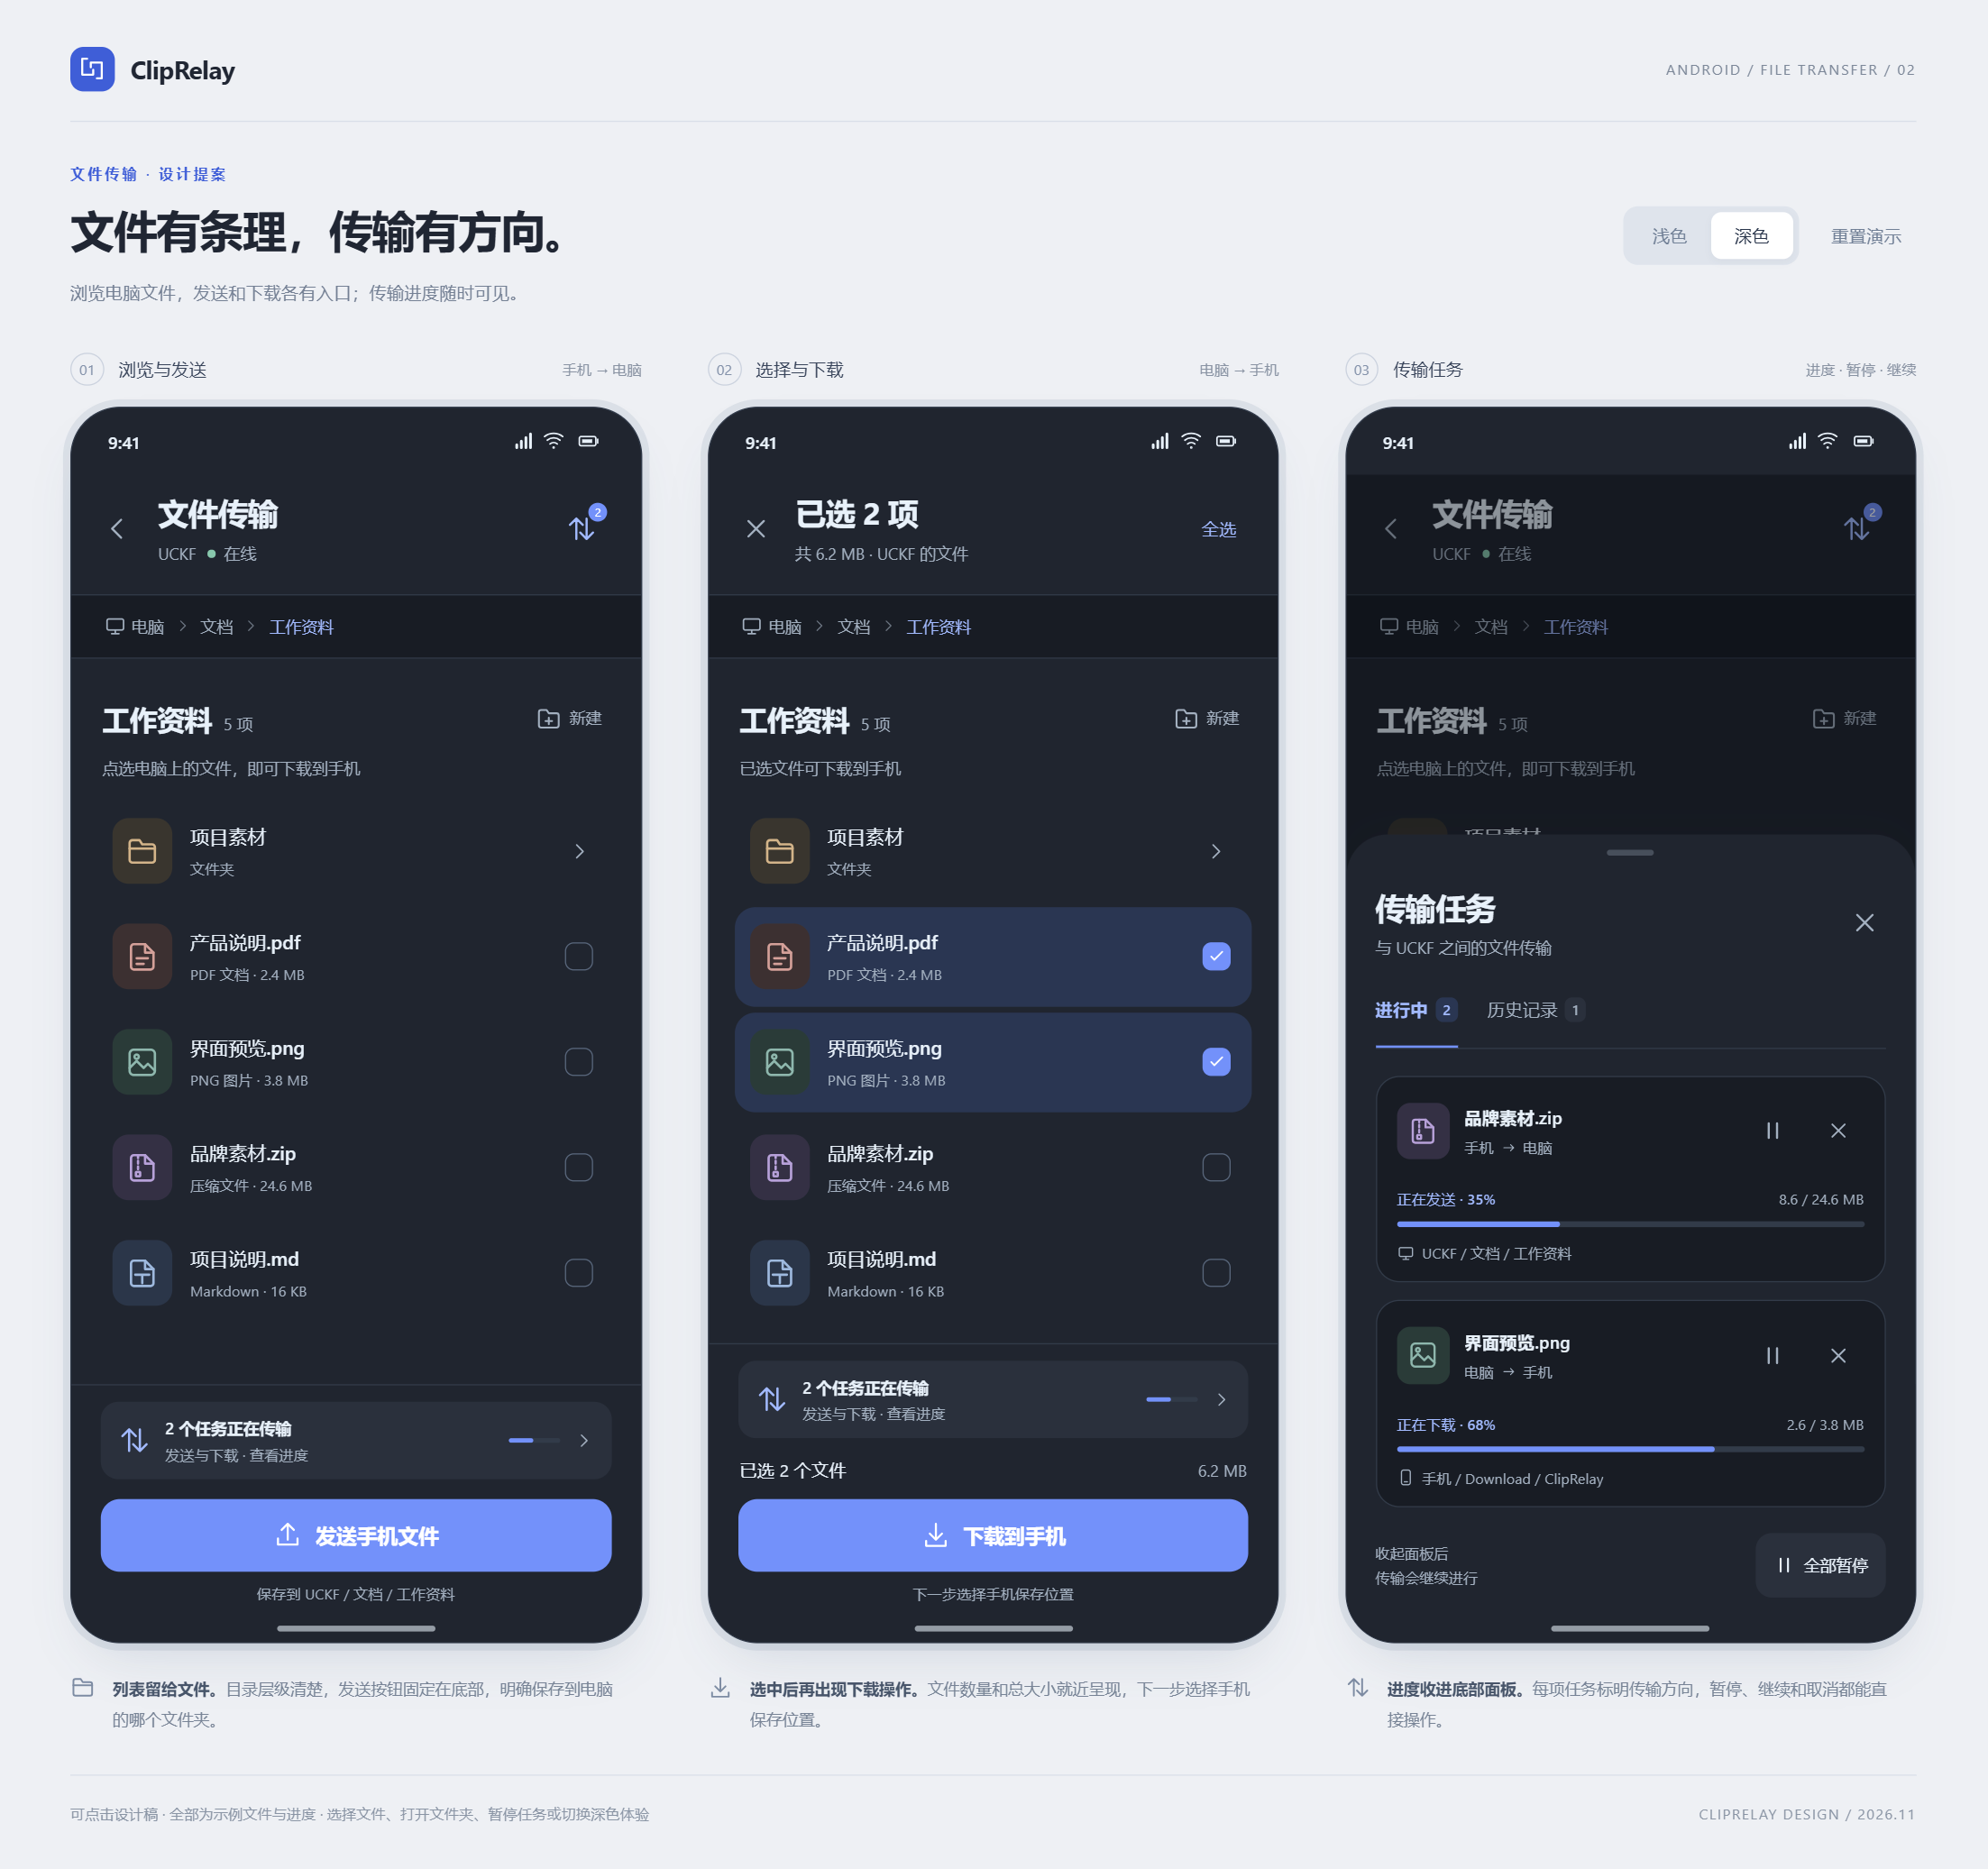 ClipRelay
ANDROID / FILE TRANSFER / 02
文件传输 · 设计提案
文件有条理，传输有方向。
浏览电脑文件，发送和下载各有入口；传输进度随时可见。
浅色
深色
重置演示
01 浏览与发送
手机 → 电脑
9:41
文件传输
2
UCKF 在线
电脑 > 文档 > 工作资料
工作资料 5 项
新建
点选电脑上的文件，即可下载到手机
项目素材
文件夹
产品说明.pdf
PDF 文档 · 2.4 MB
界面预览.png
PNG 图片 · 3.8 MB
品牌素材.zip
压缩文件 · 24.6 MB
项目说明.md
Markdown · 16 KB
2 个任务正在传输
发送与下载 · 查看进度
发送手机文件
保存到 UCKF / 文档 / 工作资料
列表留给文件。目录层级清楚，发送按钮固定在底部，明确保存到电脑
的哪个文件夹。
02 选择与下载
电脑 → 手机
9:41
已选 2 项
全选
共 6.2 MB · UCKF 的文件
电脑 > 文档 > 工作资料
工作资料 5 项
新建
已选文件可下载到手机
项目素材
文件夹
产品说明.pdf
PDF 文档 · 2.4 MB
界面预览.png
PNG 图片 · 3.8 MB
品牌素材.zip
压缩文件 · 24.6 MB
项目说明.md
Markdown · 16 KB
2 个任务正在传输
发送与下载 · 查看进度
已选 2 个文件
6.2 MB
下载到手机
下一步选择手机保存位置
选中后再出现下载操作。文件数量和总大小就近呈现，下一步选择手机
保存位置。
03 传输任务
进度 · 暂停 · 继续
9:41
文件传输
2
UCKF 在线
电脑 > 文档 > 工作资料
工作资料 5 项
新建
点选电脑上的文件，即可下载到手机
项目素材
传输任务
与 UCKF 之间的文件传输
进行中 2
历史记录 1
品牌素材.zip
手机 → 电脑
正在发送 · 35%
8.6 / 24.6 MB
UCKF / 文档 / 工作资料
界面预览.png
电脑 → 手机
正在下载 · 68%
2.6 / 3.8 MB
手机 / Download / ClipRelay
收起面板后
传输会继续进行
全部暂停
进度收进底部面板。每项任务标明传输方向，暂停、继续和取消都能直
接操作。
可点击设计稿 · 全部为示例文件与进度 · 选择文件、打开文件夹、暂停任务或切换深色体验
CLIPRELAY DESIGN / 2026.11